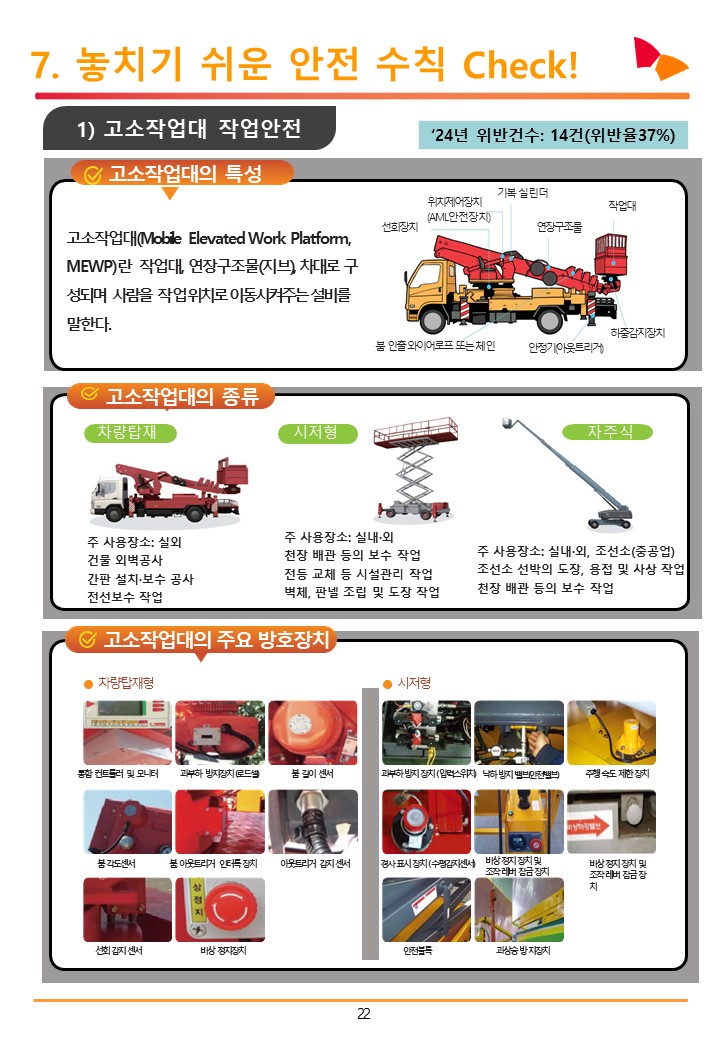 7. 놓치기 쉬운 안전 수칙 Check!
1) 고소작업대 작업안전
‘24년 위반건수: 14건(위반율37%)
고소작업대의 특성
고소작업대(Mobile Elevated Work Platform,
MEWP)란 작업대, 연장구조물(지브), 차대로 구
성되며 사람을 작업위치로 이동시켜주는 설비를
말한다.
기복 실린더
위치제어장치
(AML안전장치)
작업대
선회장치
연장구조물
하중감지장치
붐 인출 와이어로프 또는 체인
안정기(아웃트리거)
고소작업대의 종류
차량탑재
시저형
자주식
주 사용장소: 실외
건물 외벽공사
간판 설치·보수 공사
전선보수 작업
주 사용장소: 실내·외
천장 배관 등의 보수 작업
전등 교체 등 시설관리 작업
벽체, 판넬 조립 및 도장 작업
주 사용장소: 실내·외, 조선소(중공업)
조선소 선박의 도장, 용접 및 사상 작업
천장 배관 등의 보수 작업
고소작업대의 주요 방호장치
차량탑재형
통합 컨트롤러 및 모니터
과부하 방지장치(로드셀)
붐 길이 센서
붐 각도센서
붐 아웃트리거 인터록 장치
아웃트리거 감지 센서
상정지
선회 감지 센서
비상 정지장치
시저형
과부하 방지 장치(압력스위치)
낙하 방지 밸브(안전밸브)
주행 속도 제한 장치
비상하강밸브
경사 표시 장치(수평감지센서)
비상 정지 장치 및
조작 레버 잠금 장치
비상 정지 장치 및
조작 레버 잠금 장
치
안전블록
과상승 방지장치
22